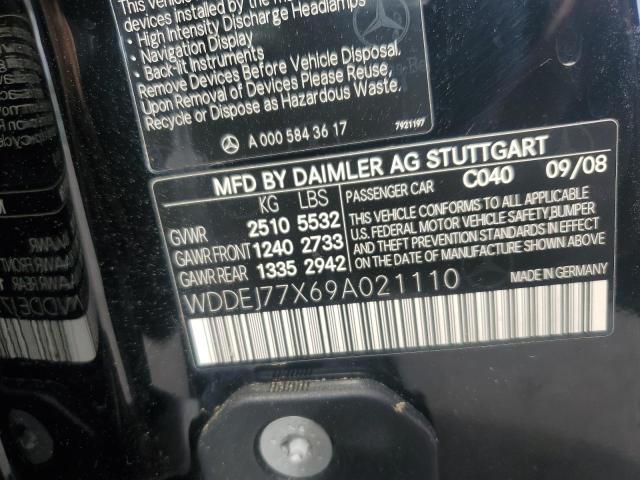 This vehicle
devices installed by the
- High Intensity Discharge Headlamps
- Navigation Display
- Back-lit Instruments
Remove Devices Before Vehicle Disposal.
Upon Removal of Devices Please Reuse,
Recycle or Dispose as Hazardous Waste.
A 000 584 36 17 7921197
MFD BY DAIMLER AG STUTTGART
KG LBS PASSENGER CAR C040 09/08
GVWR 2510 5532
GAWR FRONT 1240 2733
GAWR REAR 1335 2942
THIS VEHICLE CONFORMS TO ALL APPLICABLE
U.S. FEDERAL MOTOR VEHICLE SAFETY, BUMPER
AND THEFT PREVENTION STANDARDS IN EFFECT
ON THE DATE OF MANUFACTURE SHOWN ABOVE.
WDDEJ77X69A021110